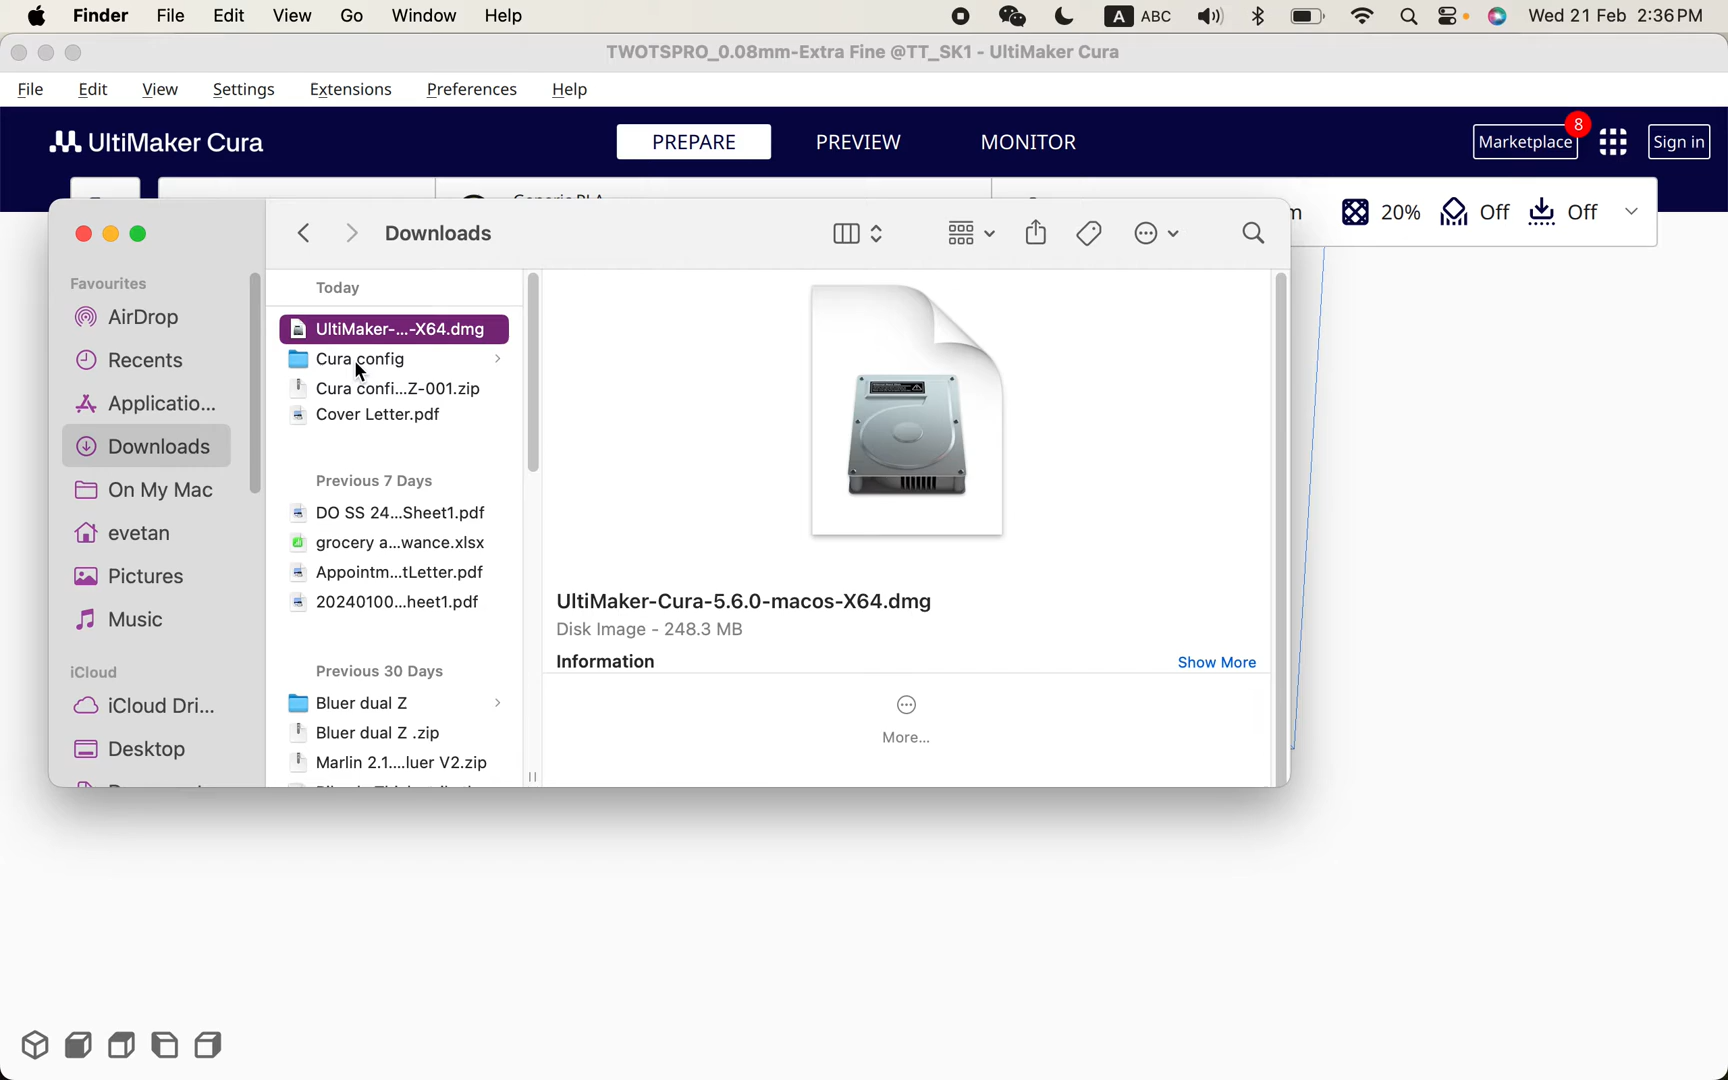 Finder File Edit View Go Window Help A ABC Wed 21 Feb 2:36 PM
TWOTSPRO_0.08mm-Extra Fine @TT_SK1 - UltiMaker Cura
File Edit View Settings Extensions Preferences Help
UltiMaker Cura PREPARE PREVIEW MONITOR Marketplace 8 Sign in
m 20% Off Off
Downloads
Favourites
AirDrop
Recents
Applicatio...
Downloads
On My Mac
evetan
Pictures
Music
iCloud
iCloud Dri...
Desktop
Today
UltiMaker-...-X64.dmg
Cura config
Cura confi...Z-001.zip
Cover Letter.pdf
Previous 7 Days
DO SS 24...Sheet1.pdf
grocery a...wance.xlsx
Appointm...tLetter.pdf
20240100...heet1.pdf
Previous 30 Days
Bluer dual Z
Bluer dual Z .zip
Marlin 2.1....luer V2.zip
UltiMaker-Cura-5.6.0-macos-X64.dmg
Disk Image - 248.3 MB
Information Show More
More...